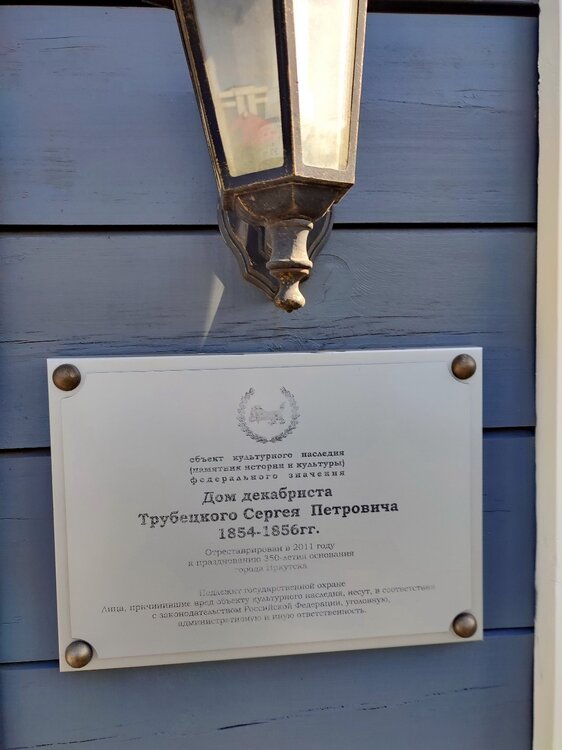 объект культурного наследия
(памятник истории и культуры)
федерального значения
Дом декабриста
Трубецкого Сергея Петровича
1854-1856гг.
Отреставрирован в 2011 году
к празднованию 350-летия основания
города Иркутска
Подлежит государственной охране
Лица, причинившие вред объекту культурного наследия, несут, в соответствии
с законодательством Российской Федерации, уголовную,
административную и иную ответственность.